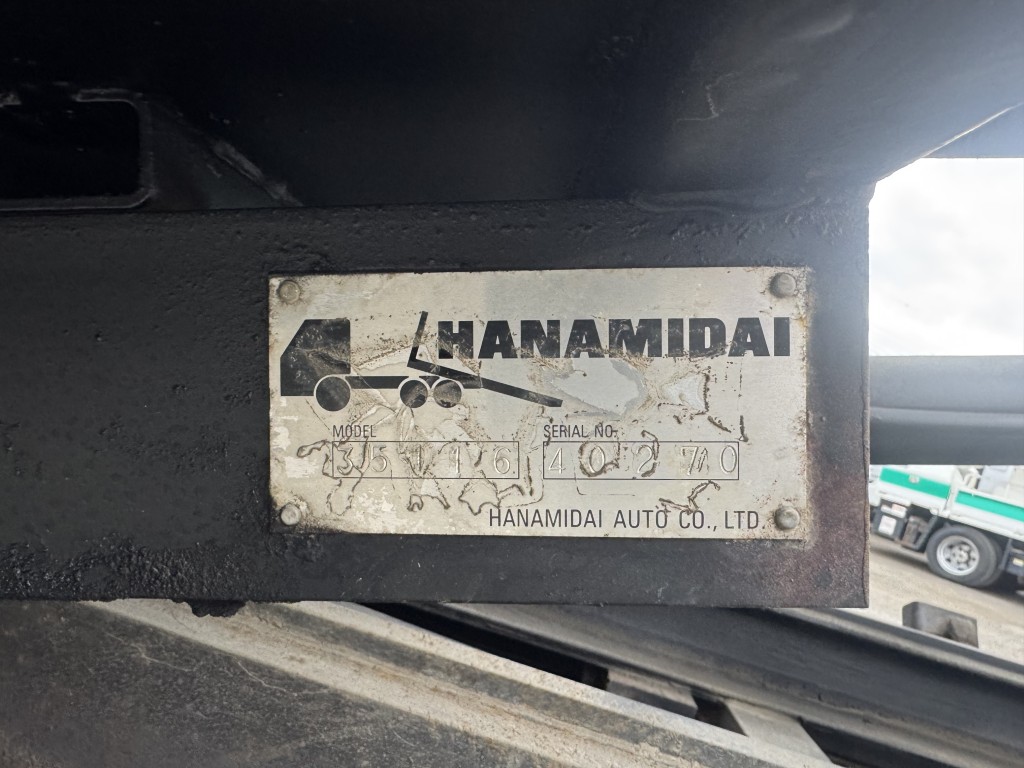 HANAMIDAI
MODEL SERIAL NO.
35116 40270
HANAMIDAI AUTO CO., LTD.